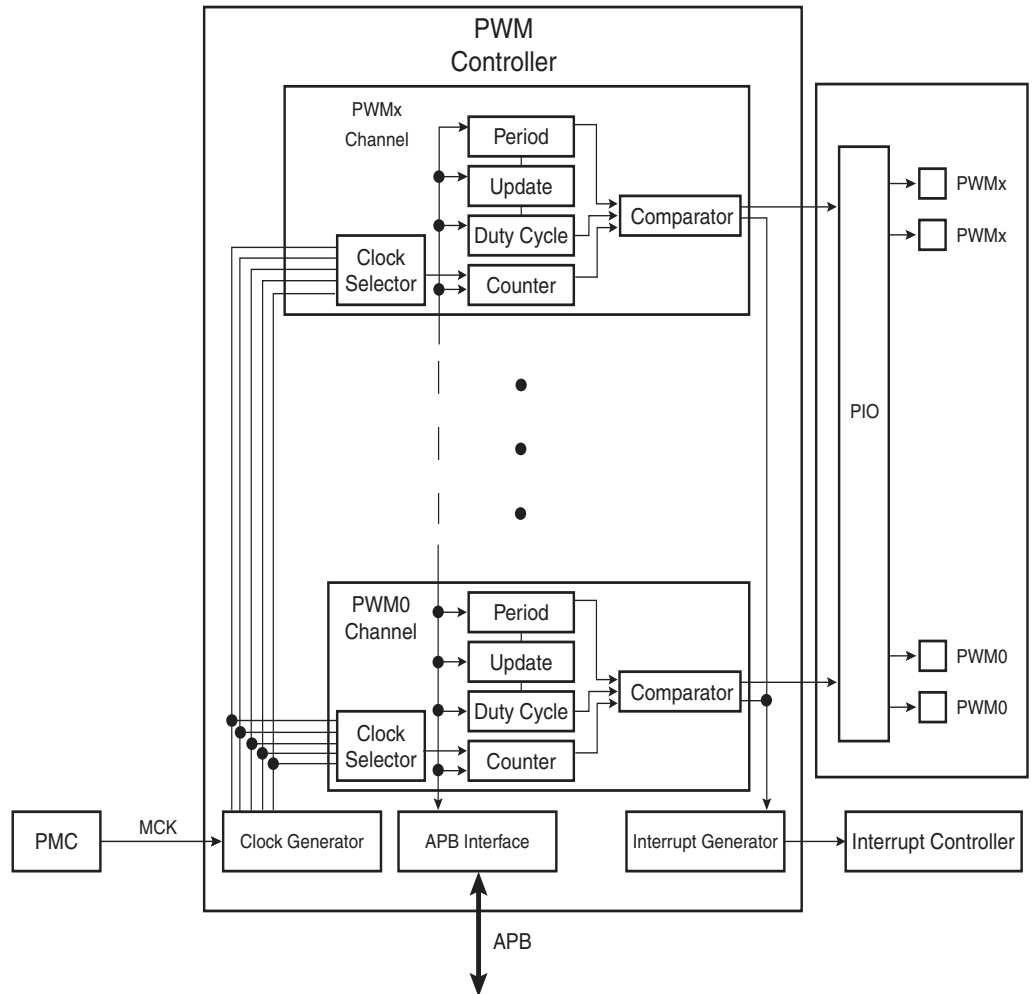 PWM
Controller
PWMx
Channel
Period
Update
Duty Cycle
Counter
Clock
Selector
Comparator
PIO
PWMx
PWMx
PWM0
Channel
Period
Update
Duty Cycle
Counter
Clock
Selector
Comparator
PWM0
PWM0
PMC
MCK
Clock Generator
APB Interface
Interrupt Generator
Interrupt Controller
APB